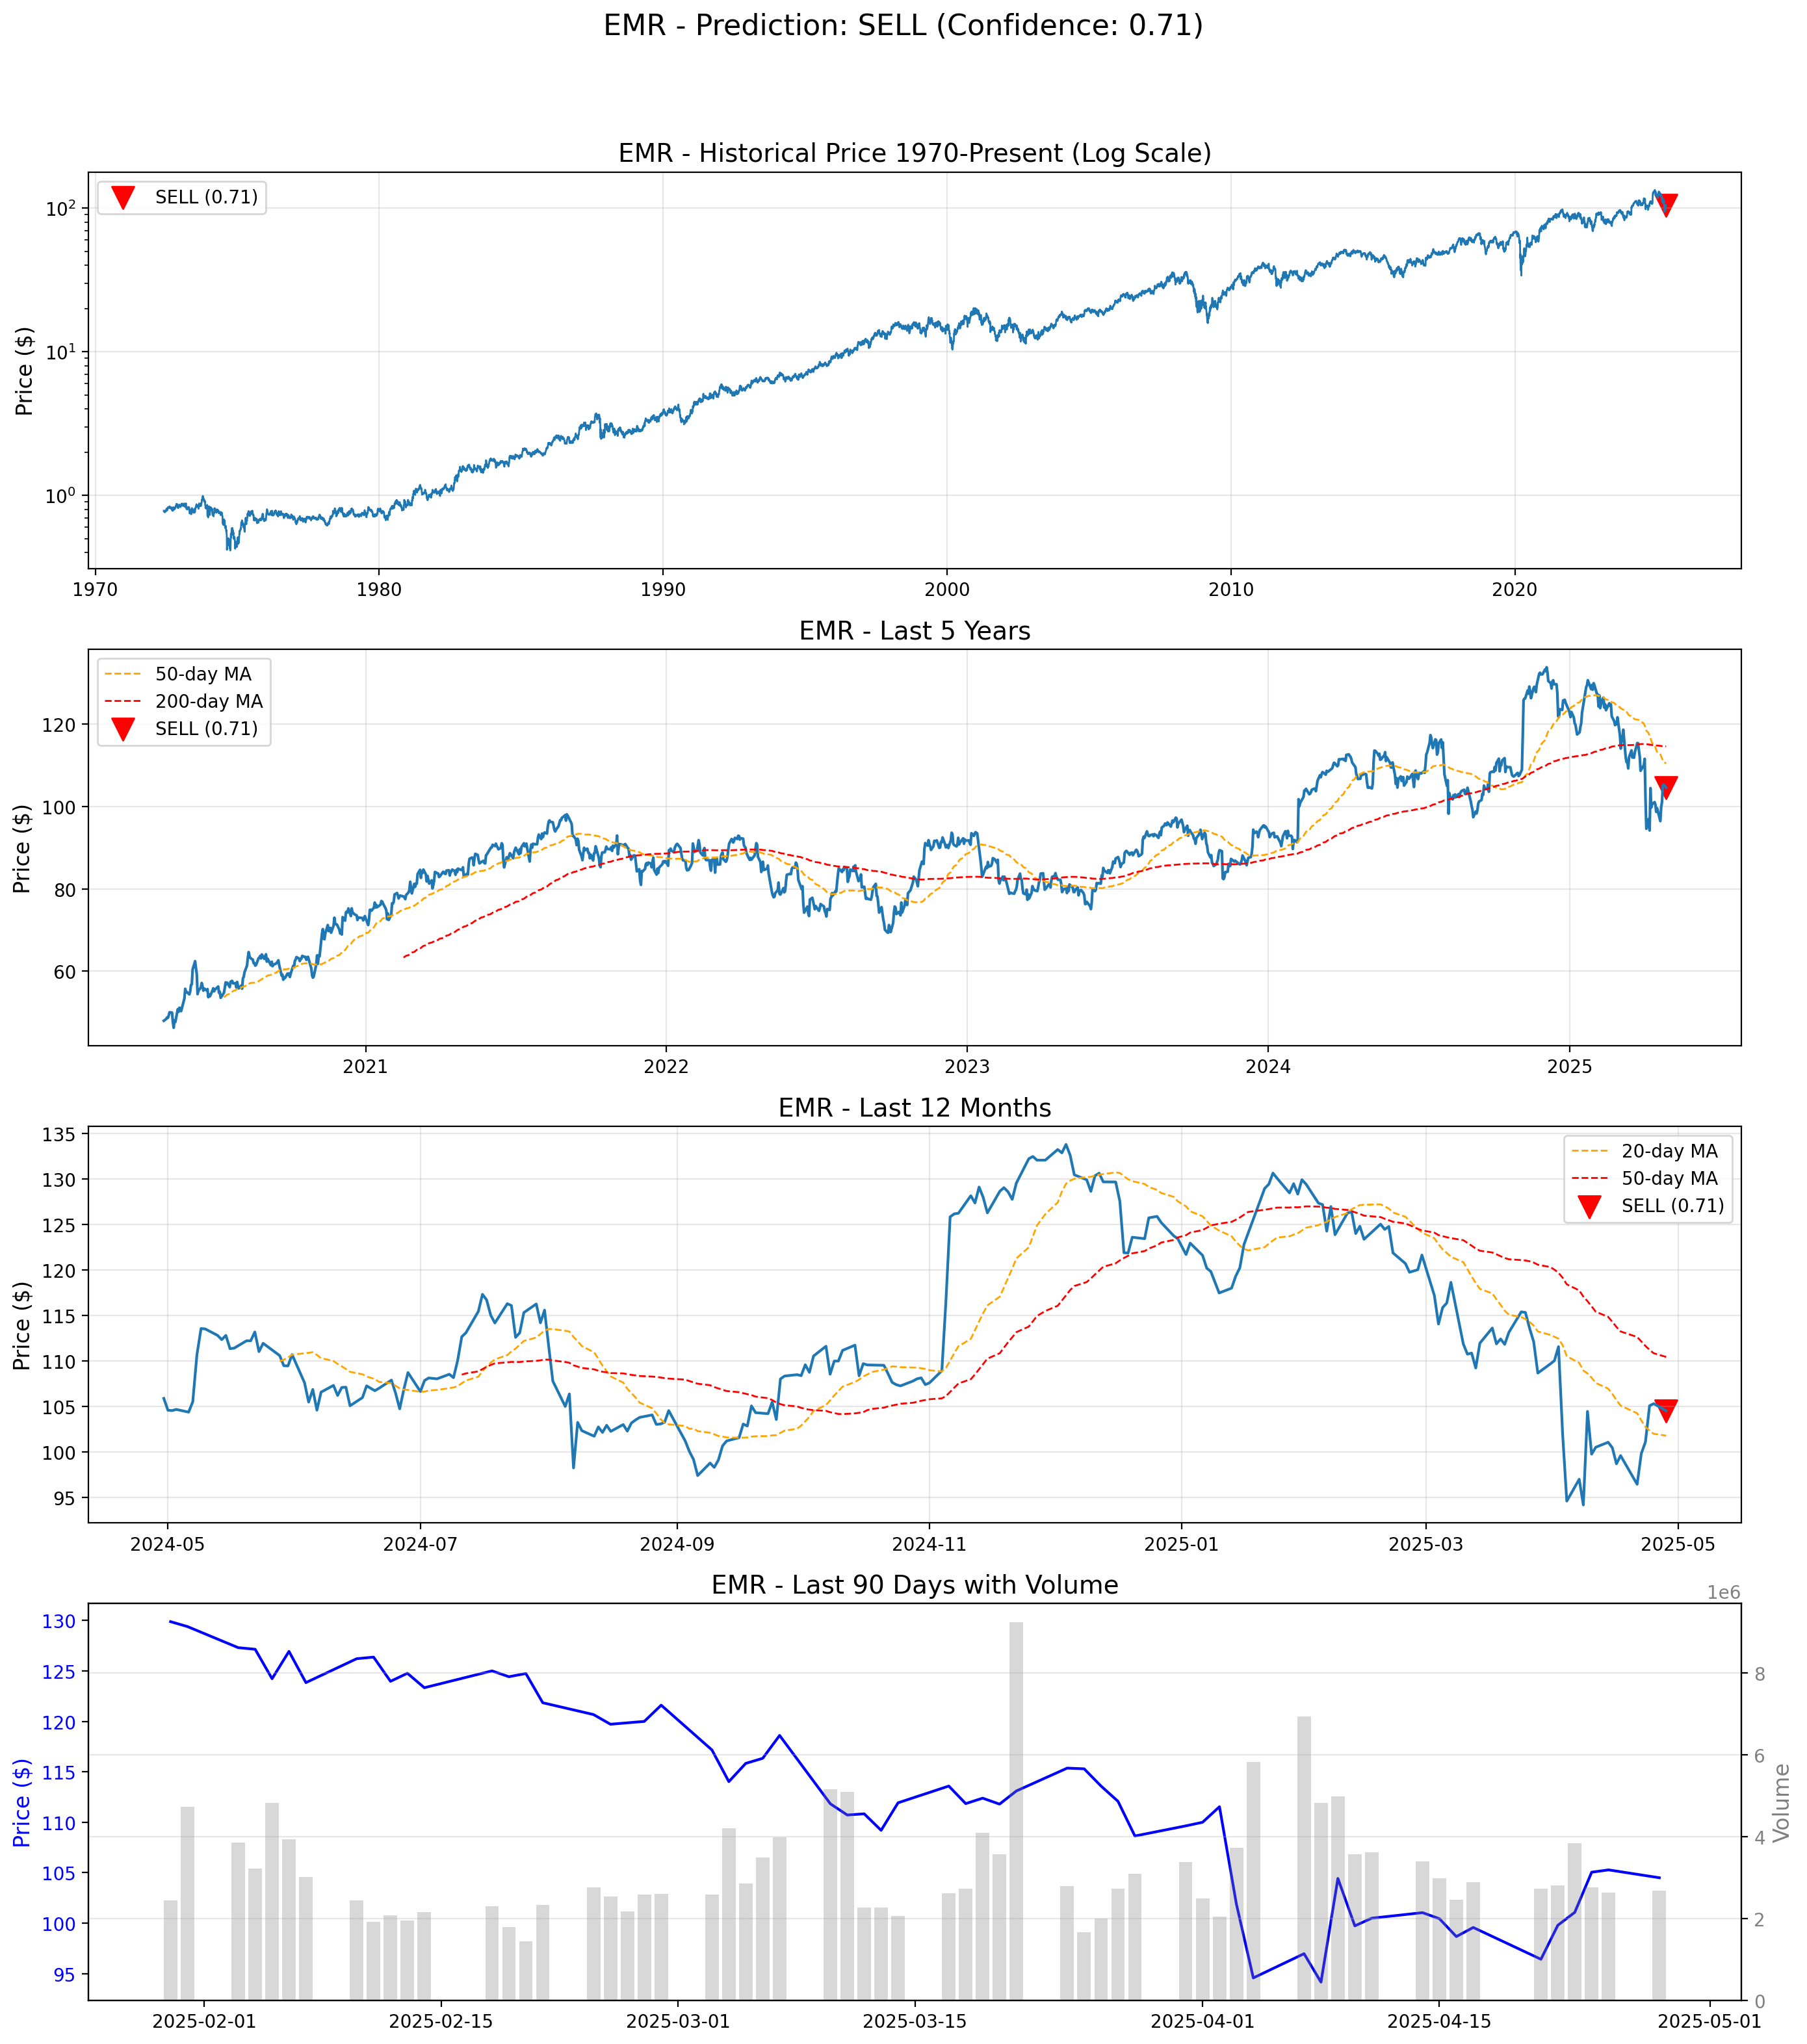 EMR - Prediction: SELL (Confidence: 0.71)
EMR - Historical Price 1970-Present (Log Scale)
SELL (0.71)
Price ($)
10²
10¹
10⁰
1970 1980 1990 2000 2010 2020
EMR - Last 5 Years
50-day MA
200-day MA
SELL (0.71)
Price ($)
120
100
80
60
2021 2022 2023 2024 2025
EMR - Last 12 Months
20-day MA
50-day MA
SELL (0.71)
Price ($)
135
130
125
120
115
110
105
100
95
2024-05 2024-07 2024-09 2024-11 2025-01 2025-03 2025-05
EMR - Last 90 Days with Volume
1e6
Price ($)
130
125
120
115
110
105
100
95
8
6
4
2
0
Volume
2025-02-01 2025-02-15 2025-03-01 2025-03-15 2025-04-01 2025-04-15 2025-05-01